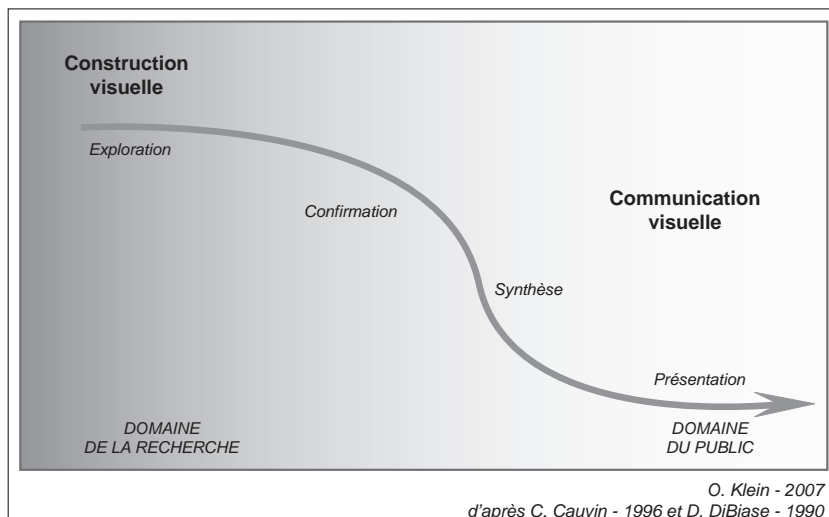 Construction
visuelle
Exploration
Confirmation
Communication
visuelle
Synthèse
Présentation
DOMAINE
DE LA RECHERCHE
DOMAINE
DU PUBLIC
O. Klein - 2007
d'après C. Cauvin - 1996 et D. DiBiase - 1990